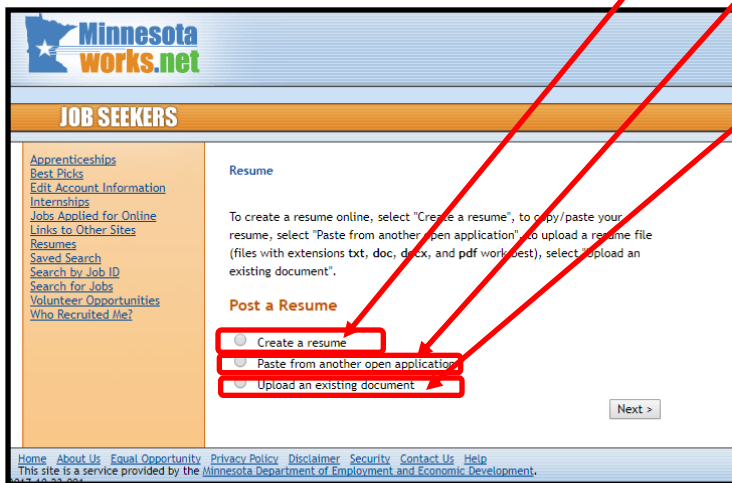 Minnesota
works.net
JOB SEEKERS
Apprenticeships
Best Picks
Edit Account Information
Internships
Jobs Applied for Online
Links to Other Sites
Resumes
Saved Search
Search by Job ID
Search for Jobs
Volunteer Opportunities
Who Recruited Me?
Resume
To create a resume online, select "Create a resume", to copy/paste your
resume, select "Paste from another open application", to upload a resume file
(files with extensions txt, doc, docx, and pdf work best), select "Upload an
existing document".
Post a Resume
Create a resume
Paste from another open application
Upload an existing document
Next >
Home About Us Equal Opportunity Privacy Policy Disclaimer Security Contact Us Help
This site is a service provided by the Minnesota Department of Employment and Economic Development.